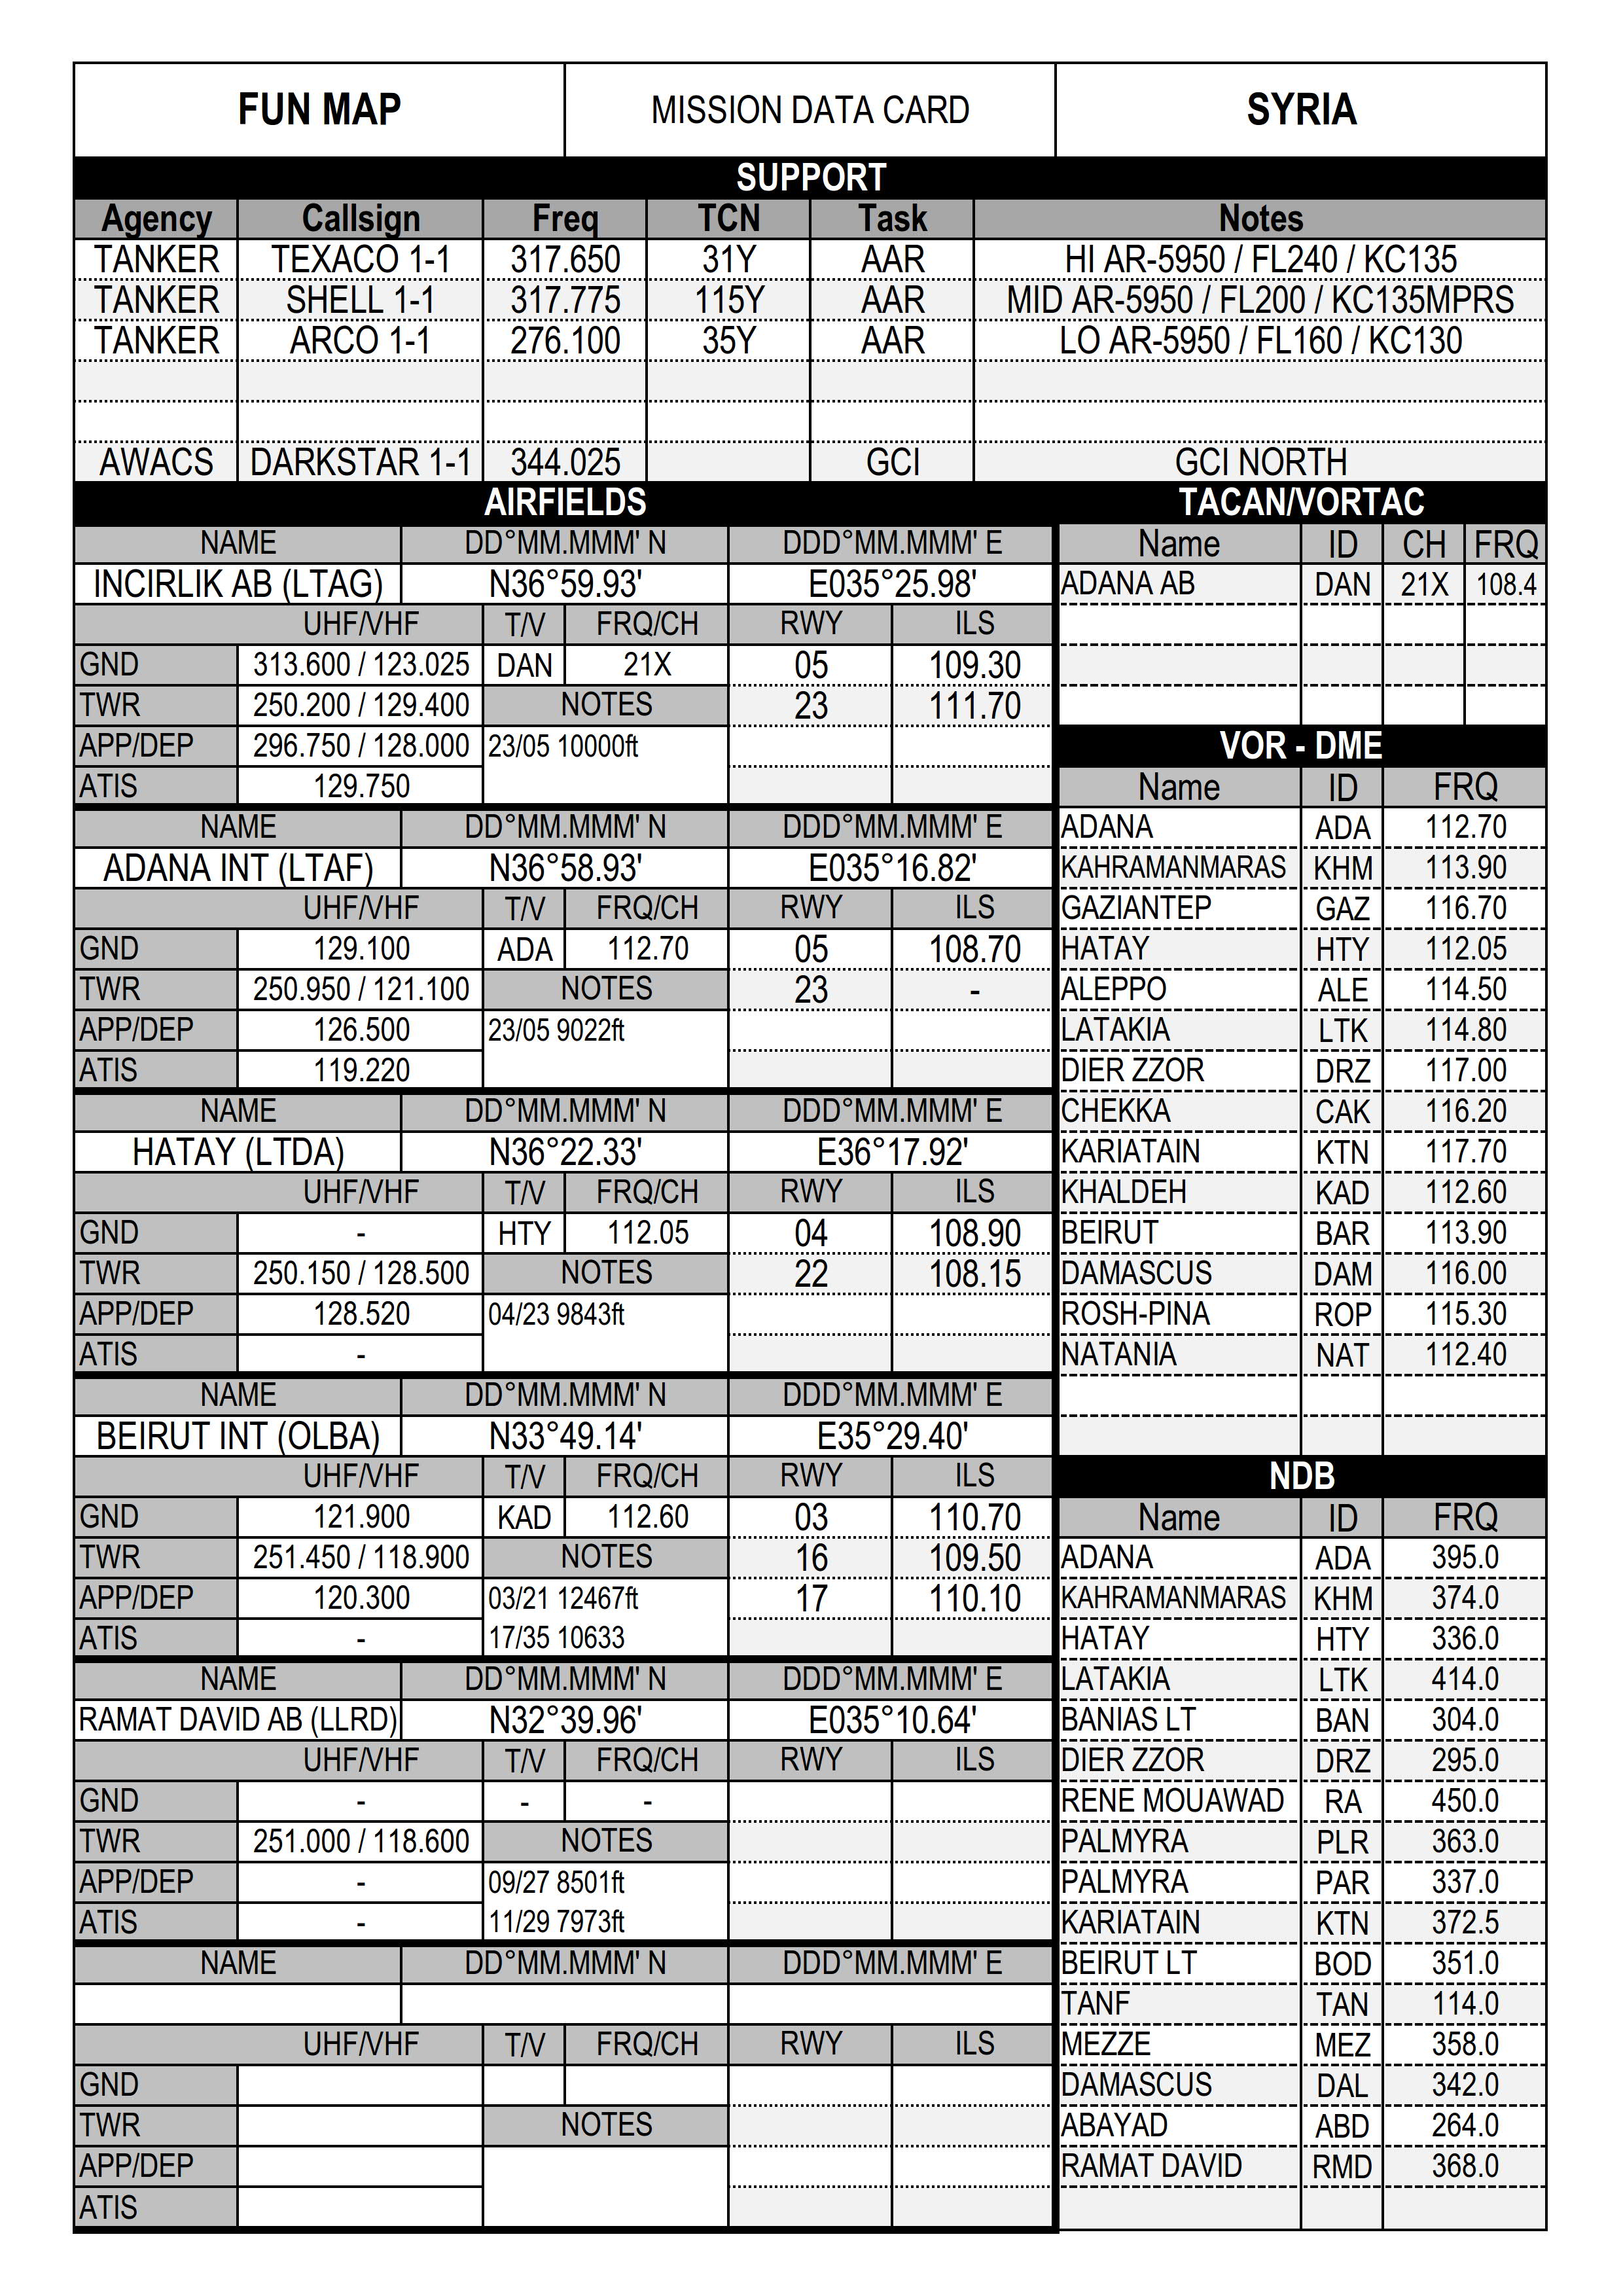 FUN MAP MISSION DATA CARD SYRIA
SUPPORT
Agency Callsign Freq TCN Task Notes
TANKER TEXACO 1-1 317.650 31Y AAR HI AR-5950 / FL240 / KC135
TANKER SHELL 1-1 317.775 115Y AAR MID AR-5950 / FL200 / KC135MPRS
TANKER ARCO 1-1 276.100 35Y AAR LO AR-5950 / FL160 / KC130
AWACS DARKSTAR 1-1 344.025 GCI GCI NORTH
AIRFIELDS
NAME DD°MM.MMM' N DDD°MM.MMM' E
INCIRLIK AB (LTAG) N36°59.93' E035°25.98'
UHF/VHF T/V FRQ/CH RWY ILS
GND 313.600 / 123.025 DAN 21X 05 109.30
TWR 250.200 / 129.400 NOTES 23 111.70
APP/DEP 296.750 / 128.000 23/05 10000ft
ATIS 129.750
NAME DD°MM.MMM' N DDD°MM.MMM' E
ADANA INT (LTAF) N36°58.93' E035°16.82'
UHF/VHF T/V FRQ/CH RWY ILS
GND 129.100 ADA 112.70 05 108.70
TWR 250.950 / 121.100 NOTES 23 -
APP/DEP 126.500 23/05 9022ft
ATIS 119.220
NAME DD°MM.MMM' N DDD°MM.MMM' E
HATAY (LTDA) N36°22.33' E36°17.92'
UHF/VHF T/V FRQ/CH RWY ILS
GND - HTY 112.05 04 108.90
TWR 250.150 / 128.500 NOTES 22 108.15
APP/DEP 128.520 04/23 9843ft
ATIS -
NAME DD°MM.MMM' N DDD°MM.MMM' E
BEIRUT INT (OLBA) N33°49.14' E35°29.40'
UHF/VHF T/V FRQ/CH RWY ILS
GND 121.900 KAD 112.60 03 110.70
TWR 251.450 / 118.900 NOTES 16 109.50
APP/DEP 120.300 03/21 12467ft 17 110.10
ATIS - 17/35 10633
NAME DD°MM.MMM' N DDD°MM.MMM' E
RAMAT DAVID AB (LLRD) N32°39.96' E035°10.64'
UHF/VHF T/V FRQ/CH RWY ILS
GND - - -
TWR 251.000 / 118.600 NOTES
APP/DEP - 09/27 8501ft
ATIS - 11/29 7973ft
NAME DD°MM.MMM' N DDD°MM.MMM' E
UHF/VHF T/V FRQ/CH RWY ILS
GND
TWR NOTES
APP/DEP
ATIS
TACAN/VORTAC
Name ID CH FRQ
ADANA AB DAN 21X 108.4
VOR - DME
Name ID FRQ
ADANA ADA 112.70
KAHRAMANMARAS KHM 113.90
GAZIANTEP GAZ 116.70
HATAY HTY 112.05
ALEPPO ALE 114.50
LATAKIA LTK 114.80
DIER ZZOR DRZ 117.00
CHEKKA CAK 116.20
KARIATAIN KTN 117.70
KHALDEH KAD 112.60
BEIRUT BAR 113.90
DAMASCUS DAM 116.00
ROSH-PINA ROP 115.30
NATANIA NAT 112.40
NDB
Name ID FRQ
ADANA ADA 395.0
KAHRAMANMARAS KHM 374.0
HATAY HTY 336.0
LATAKIA LTK 414.0
BANIAS LT BAN 304.0
DIER ZZOR DRZ 295.0
RENE MOUAWAD RA 450.0
PALMYRA PLR 363.0
PALMYRA PAR 337.0
KARIATAIN KTN 372.5
BEIRUT LT BOD 351.0
TANF TAN 114.0
MEZZE MEZ 358.0
DAMASCUS DAL 342.0
ABAYAD ABD 264.0
RAMAT DAVID RMD 368.0